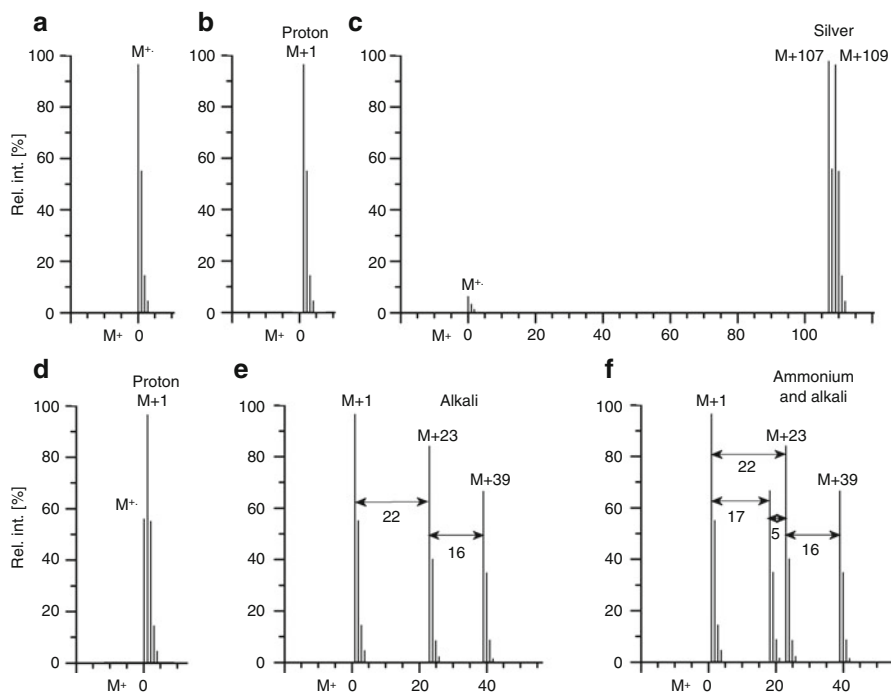 a
b
c
Proton
Silver
M+·
M+1
M+107
M+109
100
80
60
40
20
0
Rel. int. [%]
100
80
60
40
20
0
100
80
60
40
20
0
M+·
M+ 0
M+ 0
M+ 0 20 40 60 80 100
d
e
f
Proton
M+1
M+1
Alkali
M+1
Ammonium
and alkali
M+·
M+23
M+39
M+23
M+39
22
16
22
17
5
16
100
80
60
40
20
0
Rel. int. [%]
100
80
60
40
20
0
100
80
60
40
20
0
M+ 0
M+ 0 20 40
M+ 0 20 40